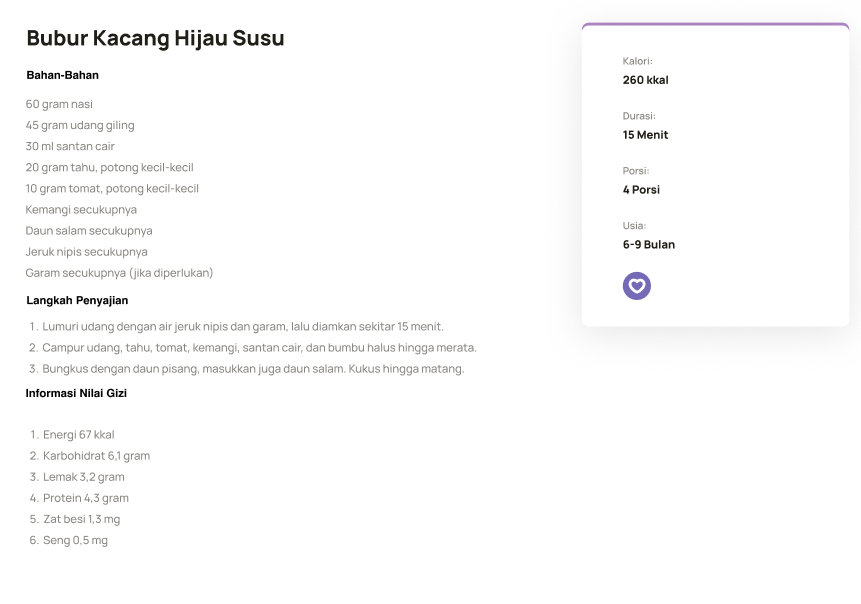 Bubur Kacang Hijau Susu
Bahan-Bahan
60 gram nasi
45 gram udang giling
30 ml santan cair
20 gram tahu, potong kecil-kecil
10 gram tomat, potong kecil-kecil
Kemangi secukupnya
Daun salam secukupnya
Jeruk nipis secukupnya
Garam secukupnya (jika diperlukan)
Langkah Penyajian
1. Lumuri udang dengan air jeruk nipis dan garam, lalu diamkan sekitar 15 menit.
2. Campur udang, tahu, tomat, kemangi, santan cair, dan bumbu halus hingga merata.
3. Bungkus dengan daun pisang, masukkan juga daun salam. Kukus hingga matang.
Informasi Nilai Gizi
1. Energi 67 kkal
2. Karbohidrat 6,1 gram
3. Lemak 3,2 gram
4. Protein 4,3 gram
5. Zat besi 1,3 mg
6. Seng 0,5 mg
Kalori:
260 kkal
Durasi:
15 Menit
Porsi:
4 Porsi
Usia:
6-9 Bulan